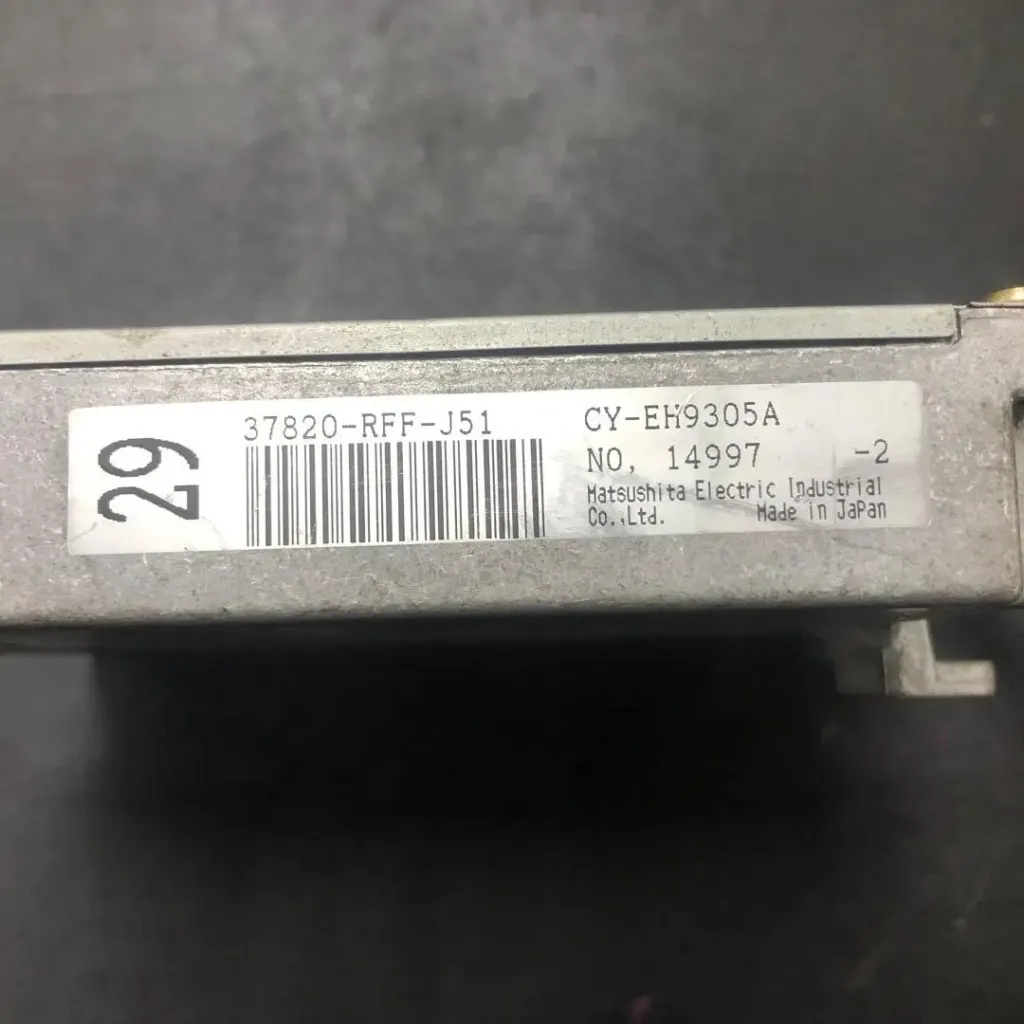 29
37820-RFF-J51
CY-EH9305A
NO, 14997 -2
Matsushita Electric Industrial
Co.,Ltd. Made in JaPan